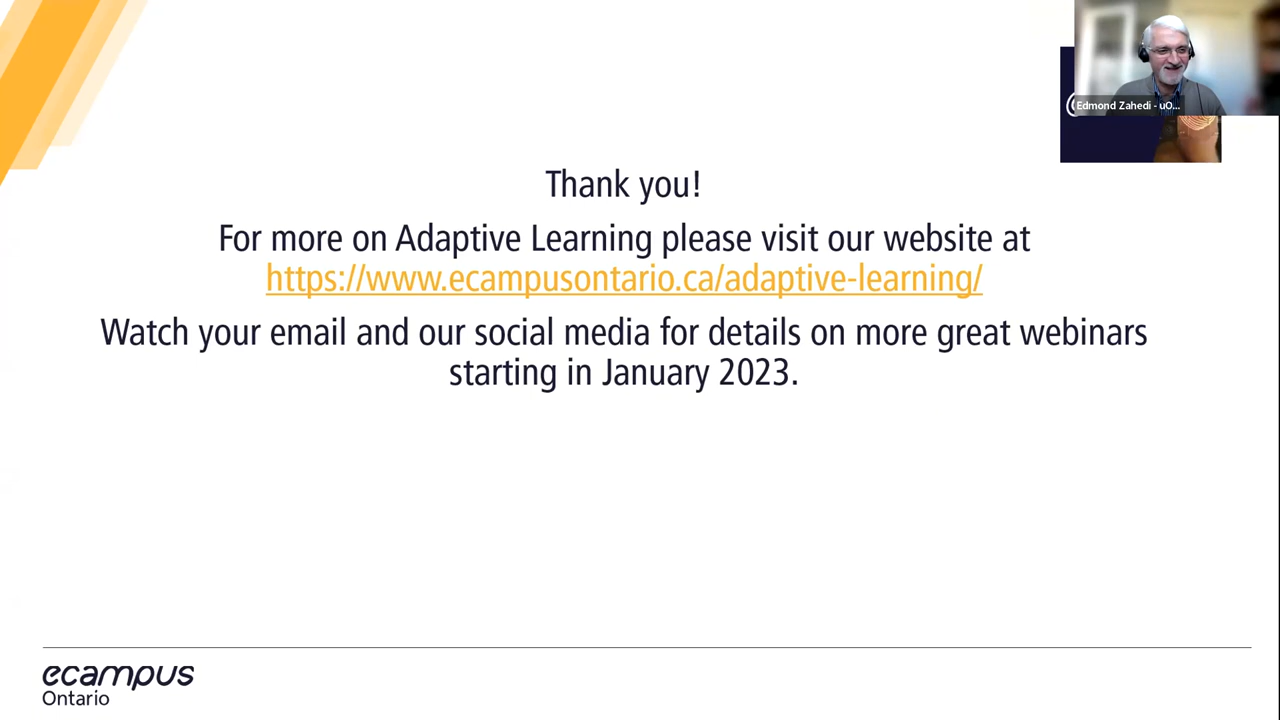 Edmond Zahedi - uO...
Thank you!
For more on Adaptive Learning please visit our website at
https://www.ecampusontario.ca/adaptive-learning/
Watch your email and our social media for details on more great webinars
starting in January 2023.
ecampus
Ontario